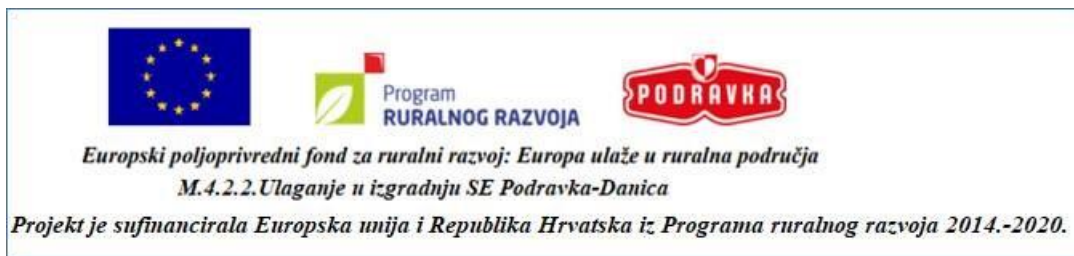 Program
RURALNOG RAZVOJA
PODRAVKA
Europski poljoprivredni fond za ruralni razvoj: Europa ulaže u ruralna područja
M.4.2.2.Ulaganje u izgradnju SE Podravka-Danica
Projekt je sufinancirala Europska unija i Republika Hrvatska iz Programa ruralnog razvoja 2014.-2020.